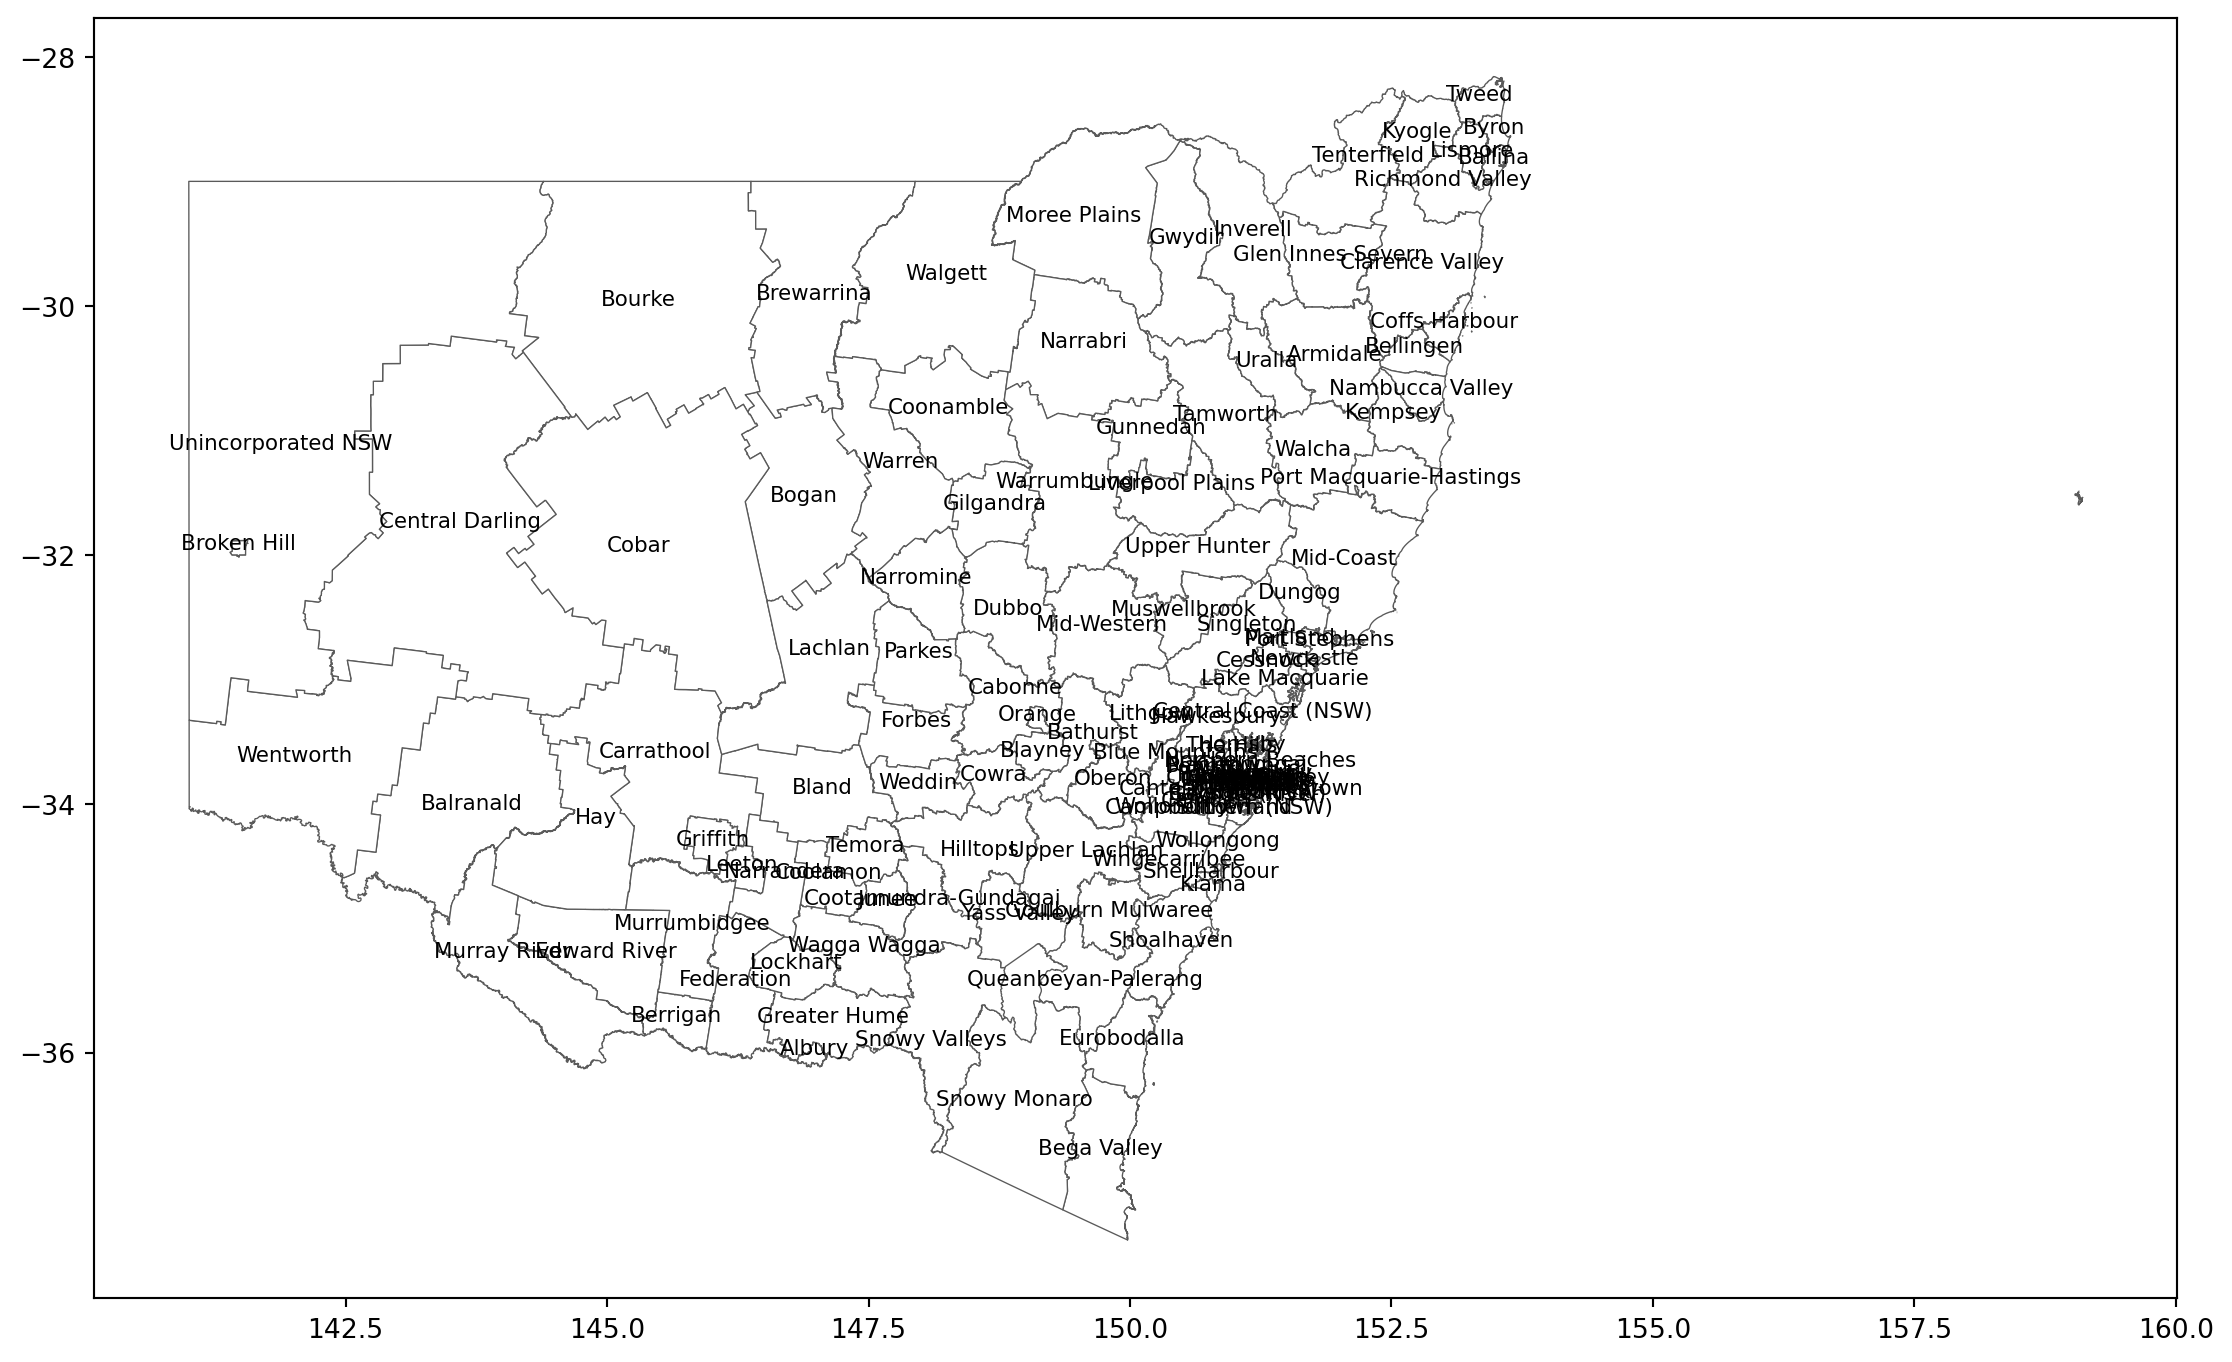 −28
Tweed
Kyogle
Byron
Lismore
Tenterfield
Ballina
Richmond Valley
Moree Plains
Inverell
Gwydir
Glen Innes Severn
Clarence Valley
Walgett
Brewarrina
Bourke
−30
Coffs Harbour
Narrabri
Bellingen
Armidale
Uralla
Nambucca Valley
Coonamble
Kempsey
Tamworth
Gunnedah
Unincorporated NSW
Walcha
Warren
Port Macquarie-Hastings
Warrumbungle
Liverpool Plains
Bogan
Gilgandra
Central Darling
Broken Hill
Cobar
Upper Hunter
−32
Mid-Coast
Narromine
Dungog
Dubbo
Muswellbrook
Mid-Western
Singleton
Maitland
Port Stephens
Lachlan
Parkes
Newcastle
Cessnock
Lake Macquarie
Cabonne
Orange
Lithgow
Central Coast (NSW)
Hawkesbury
Forbes
Bathurst
Hornsby
Blayney
Blue Mountains
Carrathool
Wentworth
Northern Beaches
Cowra
Oberon
Weddin
Bland
−34
Balranald
Hay
Griffith
Wollongong
Temora
Hilltops
Upper Lachlan
Wingecarribee
Leeton
Narrandera
Coolamon
Shellharbour
Kiama
Cootamundra-Gundagai
Junee
Yass Valley
Goulburn Mulwaree
Murrumbidgee
Shoalhaven
Wagga Wagga
Murray River
Edward River
Lockhart
Federation
Queanbeyan-Palerang
Berrigan
Greater Hume
Snowy Valleys
Eurobodalla
Albury
−36
Snowy Monaro
Bega Valley
142.5
145.0
147.5
150.0
152.5
155.0
157.5
160.0